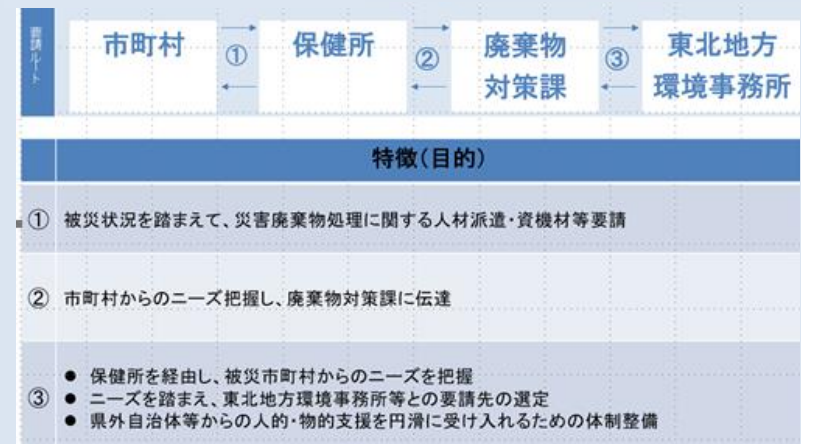 要請ルート
市町村
①
保健所
②
廃棄物
対策課
③
東北地方
環境事務所
特徴(目的)
① 被災状況を踏まえて、災害廃棄物処理に関する人材派遣・資機材等要請
② 市町村からのニーズ把握し、廃棄物対策課に伝達
③
● 保健所を経由し、被災市町村からのニーズを把握
● ニーズを踏まえ、東北地方環境事務所等との要請先の選定
● 県外自治体等からの人的・物的支援を円滑に受け入れるための体制整備